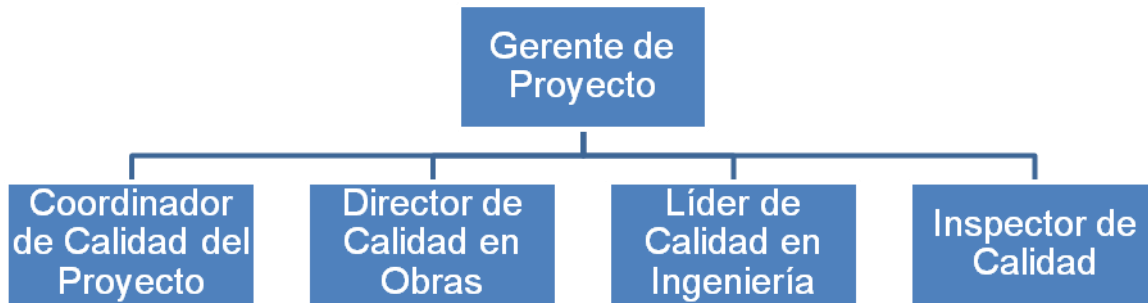 Gerente de
Proyecto
Coordinador
de Calidad del
Proyecto
Director de
Calidad en
Obras
Líder de
Calidad en
Ingeniería
Inspector de
Calidad